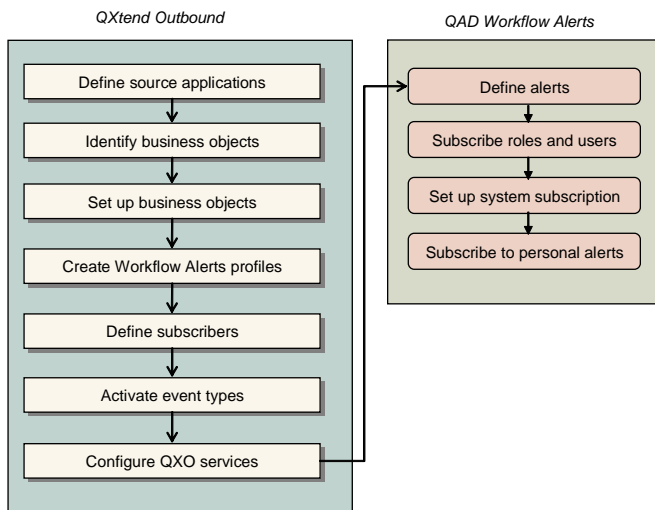 QXtend Outbound
Define source applications
Identify business objects
Set up business objects
Create Workflow Alerts profiles
Define subscribers
Activate event types
Configure QXO services
QAD Workflow Alerts
Define alerts
Subscribe roles and users
Set up system subscription
Subscribe to personal alerts